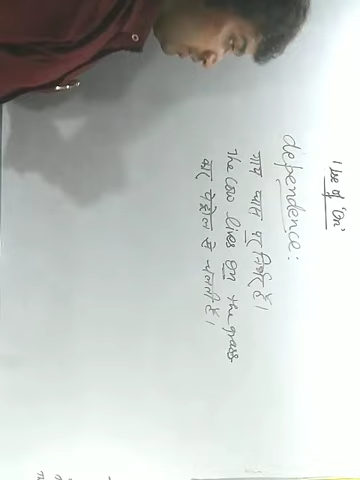 Use of 'On'
dependence:
गाय घास पर निर्भर है।
The Cow lives on the grass
कार पेट्रोल से चलती है।